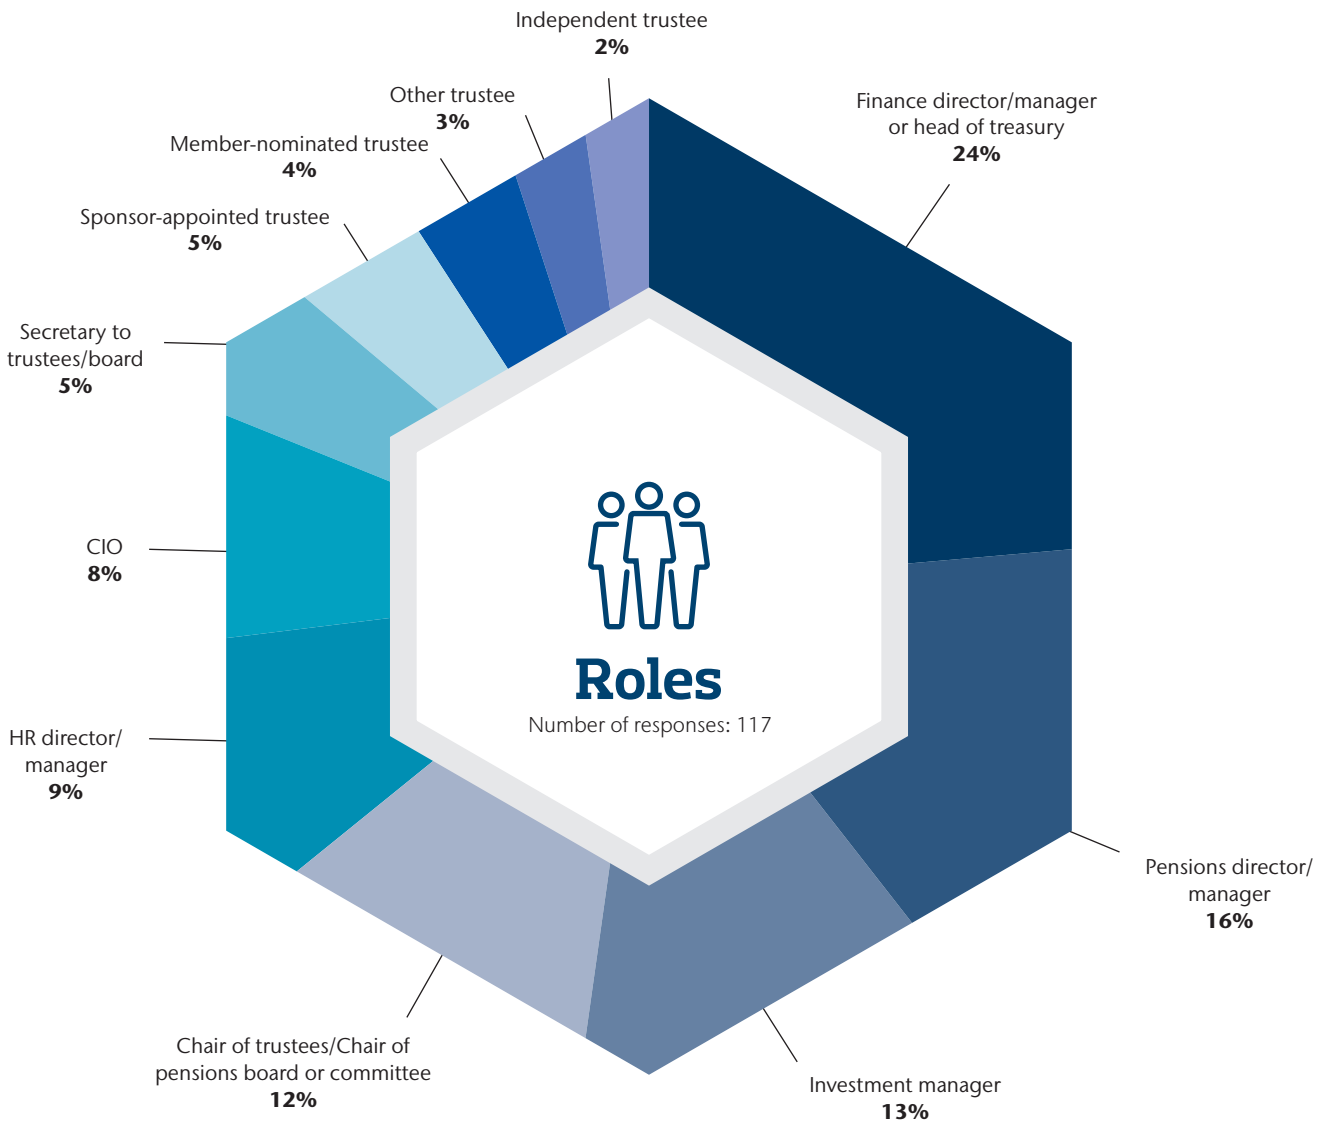 Independent trustee
2%
Finance director/manager
or head of treasury
24%
Pensions director/
manager
16%
Investment manager
13%
Chair of trustees/Chair of
pensions board or committee
12%
HR director/
manager
9%
CIO
8%
Secretary to
trustees/board
5%
Sponsor-appointed trustee
5%
Member-nominated trustee
4%
Other trustee
3%
Roles
Number of responses: 117